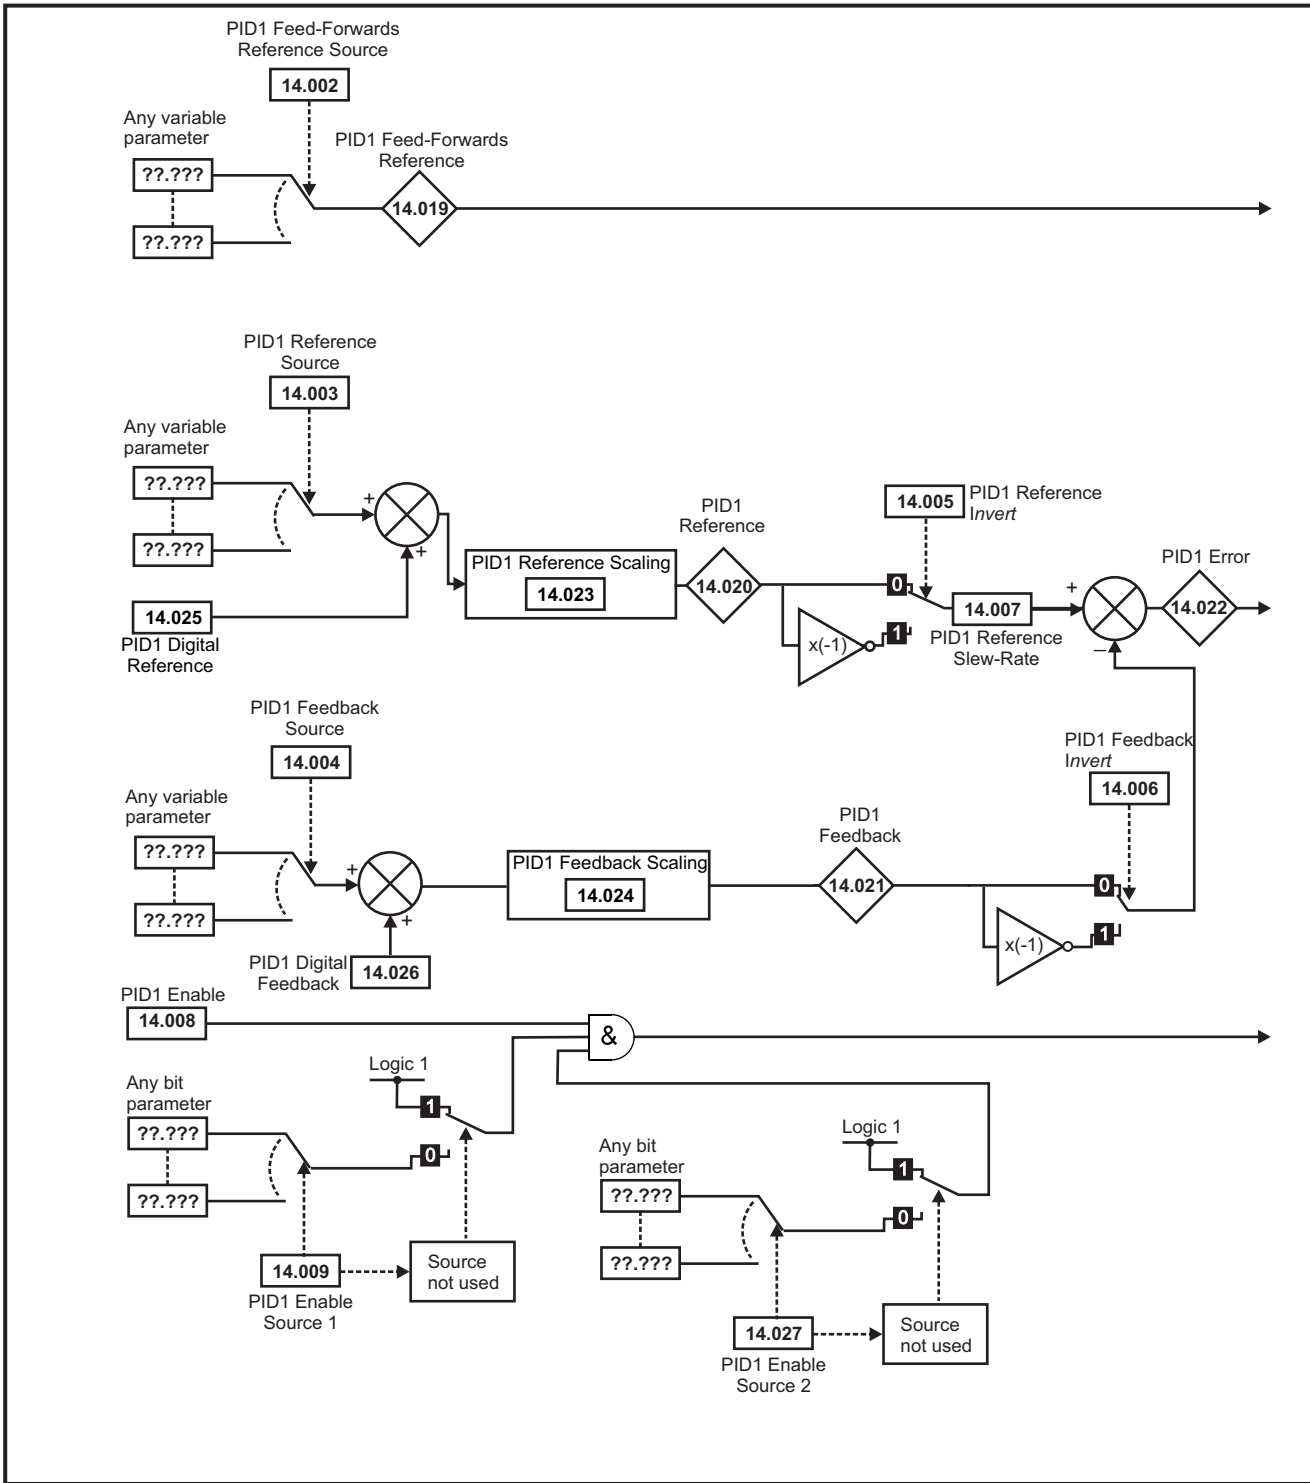 PID1 Feed-Forwards
Reference Source
14.002
Any variable
parameter
??.???
??.???
PID1 Feed-Forwards
Reference
14.019
PID1 Reference
Source
14.003
Any variable
parameter
??.???
??.???
+
+
14.025
PID1 Digital
Reference
PID1 Reference Scaling
14.023
PID1
Reference
14.020
14.005
PID1 Reference
Invert
0
1
x(-1)
14.007
PID1 Reference
Slew-Rate
+
–
PID1 Error
14.022
PID1 Feedback
Source
14.004
Any variable
parameter
??.???
??.???
+
+
PID1 Digital
Feedback
14.026
PID1 Feedback Scaling
14.024
PID1
Feedback
14.021
PID1 Feedback
Invert
14.006
0
1
x(-1)
PID1 Enable
14.008
&
Logic 1
1
0
Any bit
parameter
??.???
??.???
14.009
PID1 Enable
Source 1
Source
not used
Logic 1
1
0
Any bit
parameter
??.???
??.???
14.027
PID1 Enable
Source 2
Source
not used